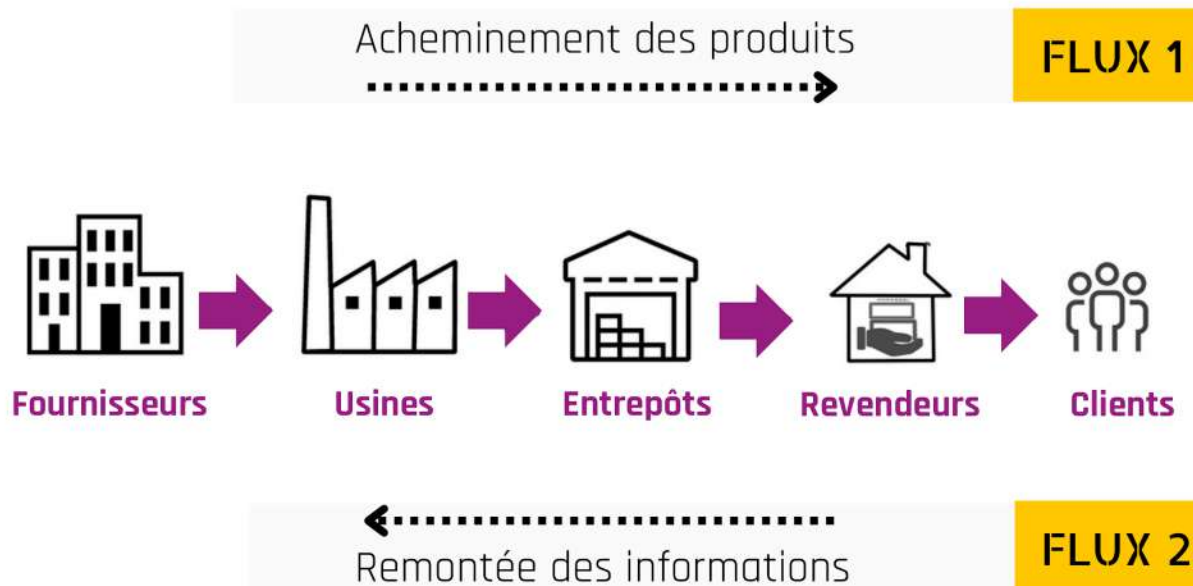 Acheminement des produits
FLUX 1
Fournisseurs
Usines
Entrepôts
Revendeurs
Clients
Remontée des informations
FLUX 2